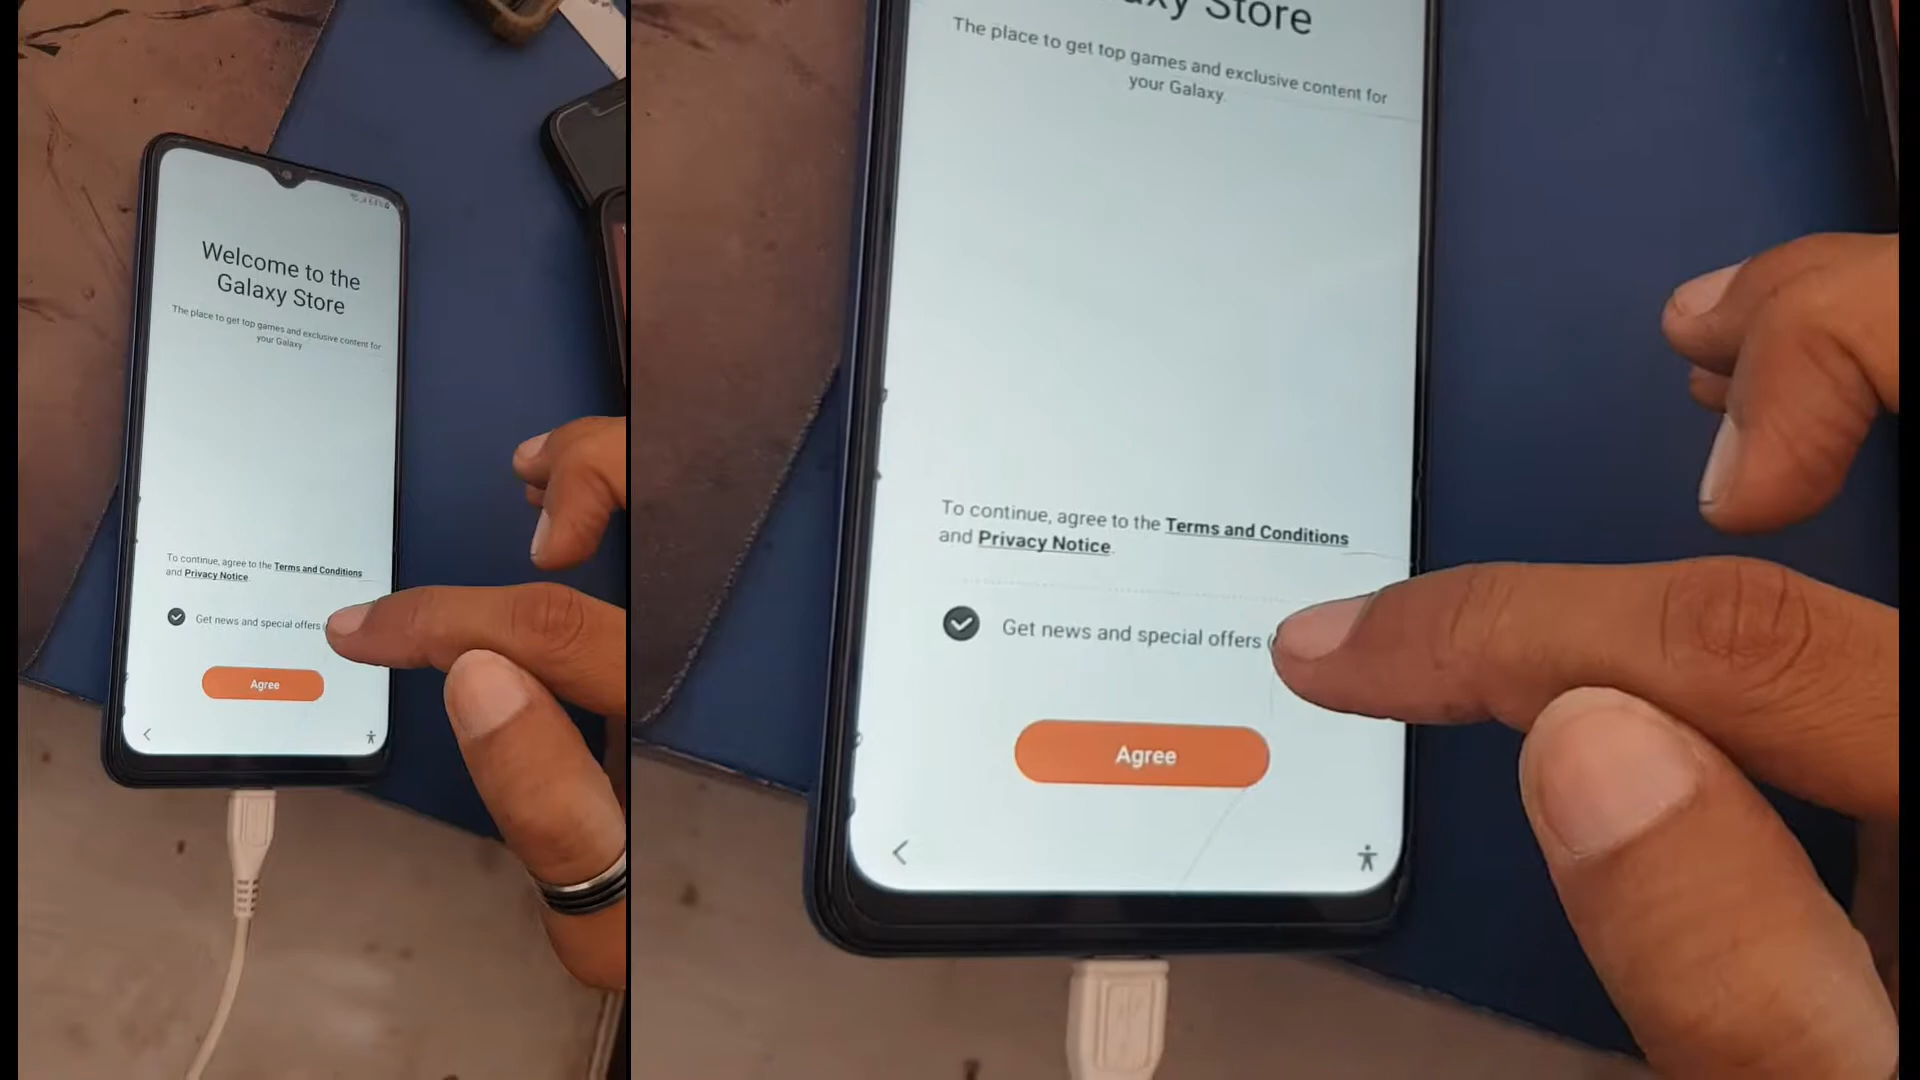 Welcome to the
Galaxy Store
The place to get top games and exclusive content for
your Galaxy
To continue, agree to the Terms and Conditions
and Privacy Notice
Get news and special offers
Agree
Store
The place to get top games and exclusive content for
your Galaxy.
To continue, agree to the Terms and Conditions
and Privacy Notice.
Get news and special offers (
Agree